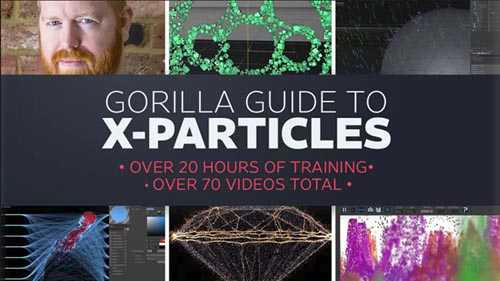 GORILLA GUIDE TO
X-PARTICLES
• OVER 20 HOURS OF TRAINING•
• OVER 70 VIDEOS TOTAL •